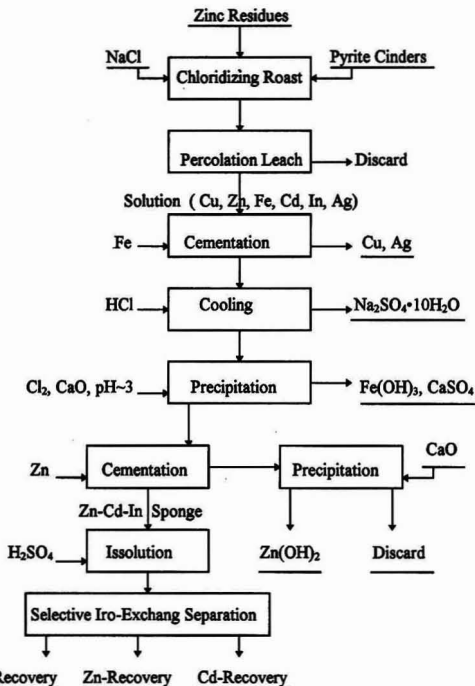 Zinc Residues
NaCl
Pyrite Cinders
Chloridizing Roast
Percolation Leach
Discard
Solution ( Cu, Zn, Fe, Cd, In, Ag)
Fe
Cementation
Cu, Ag
HCl
Cooling
Na₂SO₄•10H₂O
Cl₂, CaO, pH~3
Precipitation
Fe(OH)₃, CaSO₄
CaO
Zn
Cementation
Precipitation
Zn-Cd-In Sponge
H₂SO₄
Issolution
Zn(OH)₂
Discard
Selective Iro-Exchang Separation
Recovery
Zn-Recovery
Cd-Recovery